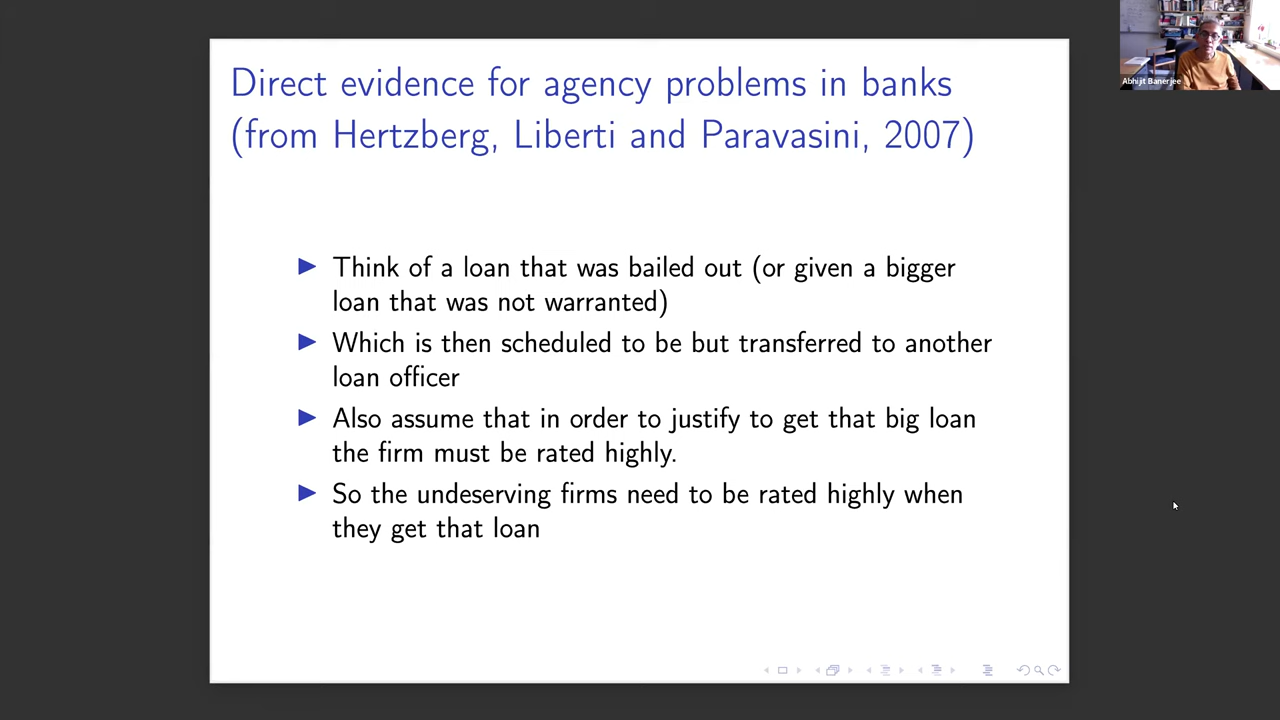 Direct evidence for agency problems in banks
(from Hertzberg, Liberti and Paravasini, 2007)
Think of a loan that was bailed out (or given a bigger
loan that was not warranted)
Which is then scheduled to be but transferred to another
loan officer
Also assume that in order to justify to get that big loan
the firm must be rated highly.
So the undeserving firms need to be rated highly when
they get that loan
Abhijit Banerjee